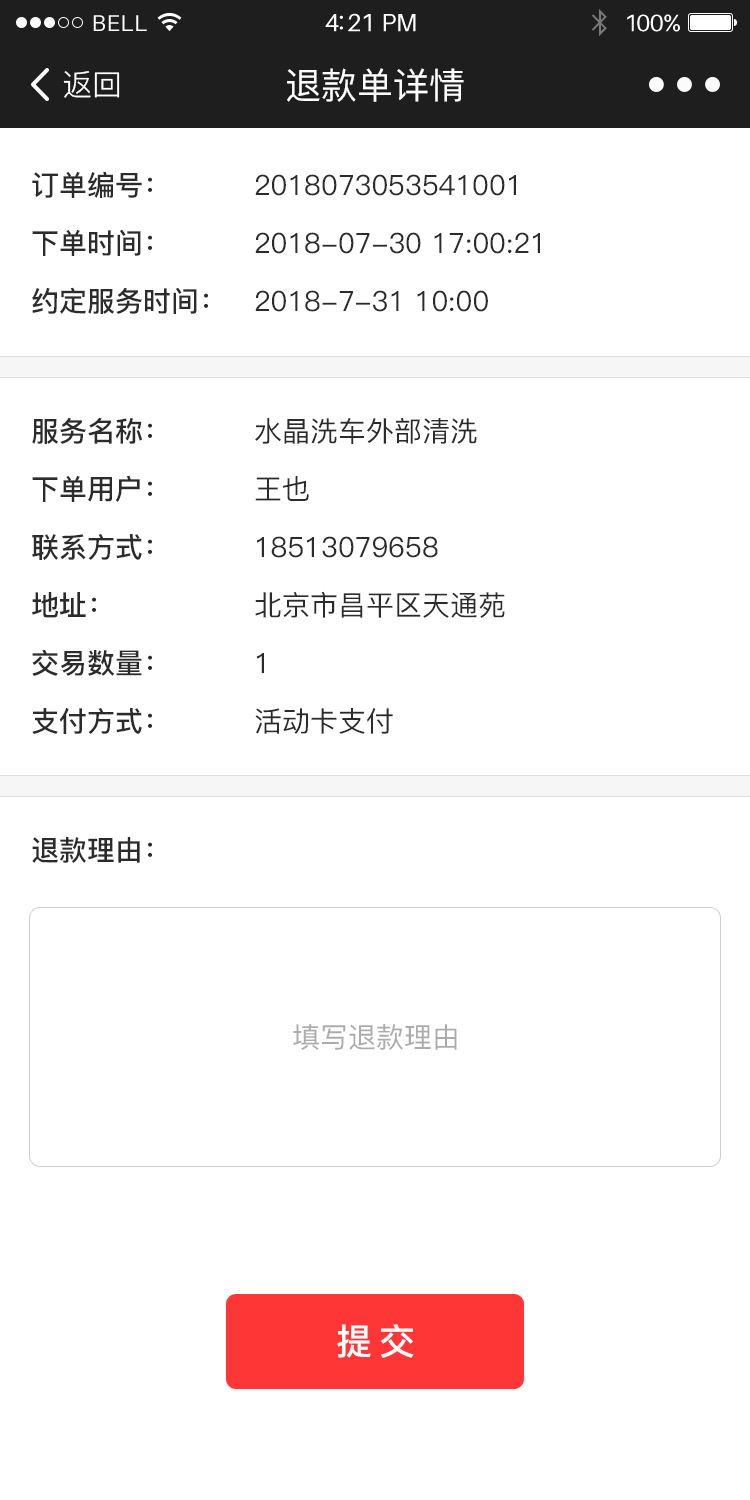 BELL 4:21 PM 100%
返回 退款单详情
订单编号： 2018073053541001
下单时间： 2018-07-30 17:00:21
约定服务时间： 2018-7-31 10:00
服务名称： 水晶洗车外部清洗
下单用户： 王也
联系方式： 18513079658
地址： 北京市昌平区天通苑
交易数量： 1
支付方式： 活动卡支付
退款理由：
填写退款理由
提交